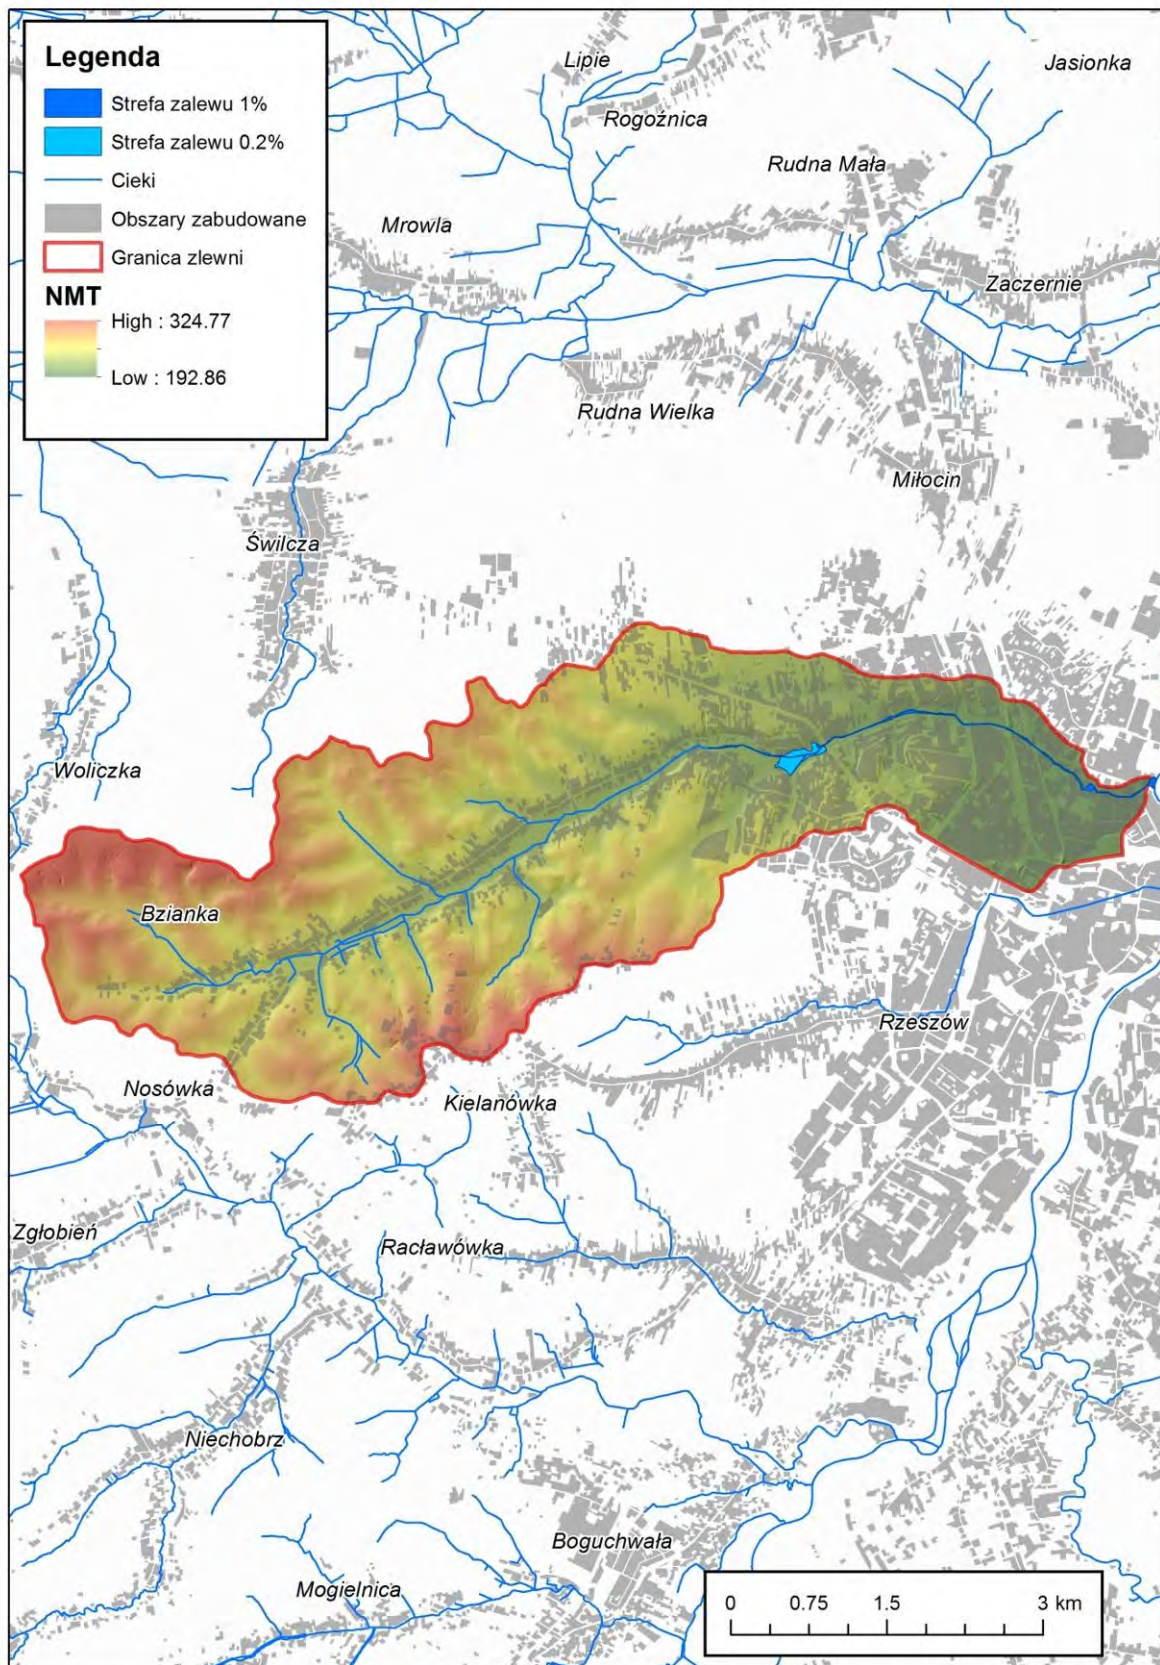 Legenda
Strefa zalewu 1%
Strefa zalewu 0.2%
Cieki
Obszary zabudowane
Granica zlewni
NMT
High : 324.77
Low : 192.86
Lipie
Jasionka
Rogoźnica
Rudna Mała
Mrowla
Zaczernie
Rudna Wielka
Miłocin
Świlcza
Woliczka
Bzianka
Rzeszów
Nosówka
Kielanówka
Zgłobień
Racławówka
Niechobrz
Boguchwała
Mogielnica
0 0.75 1.5 3 km